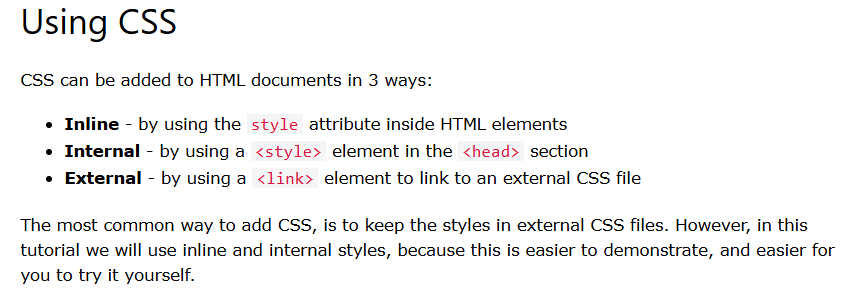 Using CSS
CSS can be added to HTML documents in 3 ways:
• Inline - by using the style attribute inside HTML elements
• Internal - by using a <style> element in the <head> section
• External - by using a <link> element to link to an external CSS file
The most common way to add CSS, is to keep the styles in external CSS files. However, in this
tutorial we will use inline and internal styles, because this is easier to demonstrate, and easier for
you to try it yourself.